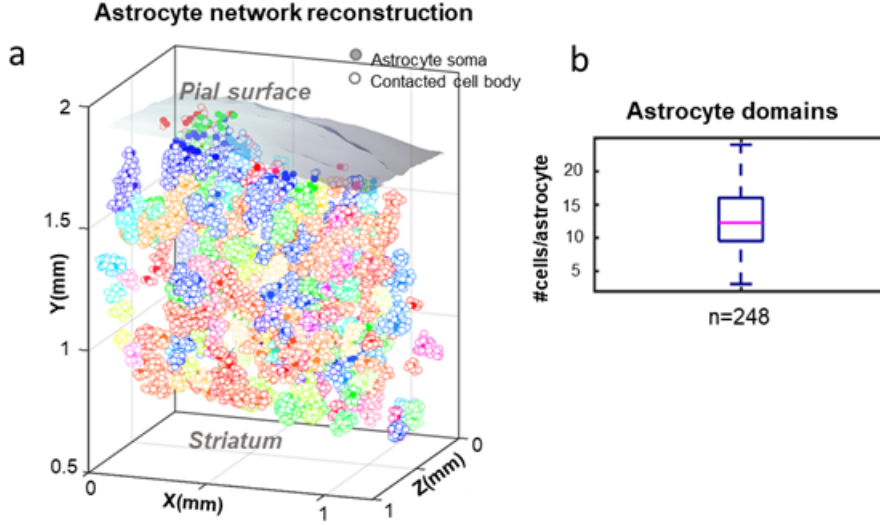 Astrocyte network reconstruction
a
Astrocyte soma
Contacted cell body
Pial surface
2
1.5
Y(mm)
1
0.5
Striatum
0
X(mm)
1
1
Z(mm)
0
b
Astrocyte domains
#cells/astrocyte
20
15
10
5
n=248